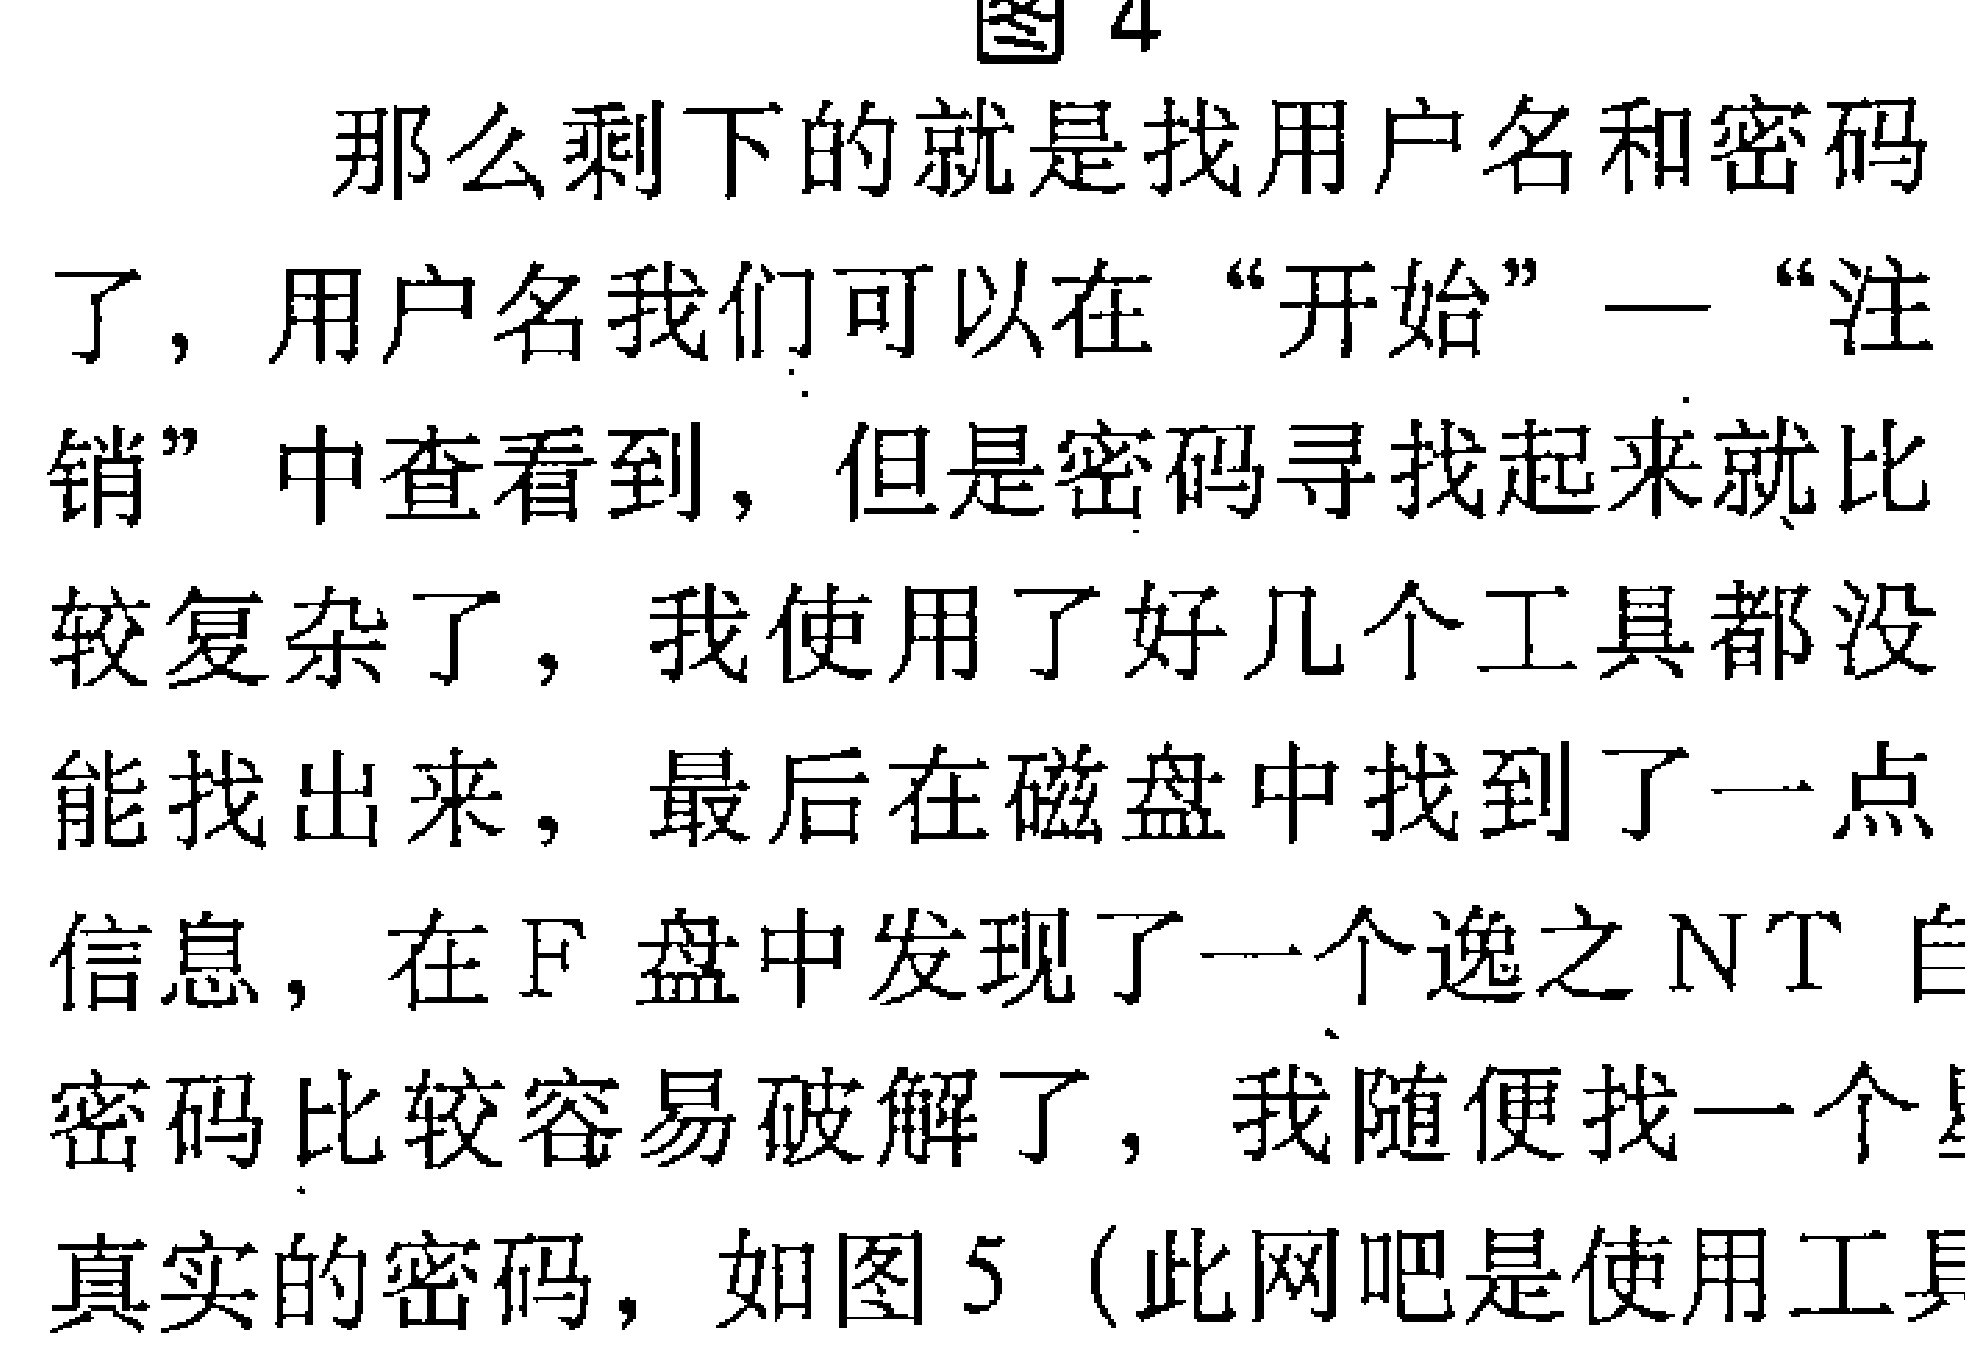 图 4
那么剩下的就是找用户名和密码
了，用户名我们可以在“开始”—“注
销”中查看到，但是密码寻找起来就比
较复杂了，我使用了好几个工具都没
能找出来，最后在磁盘中找到了一点
信息，在F 盘中发现了一个逸之NT 自
密码比较容易破解了，我随便找一个
真实的密码，如图5（此网吧是使用工具